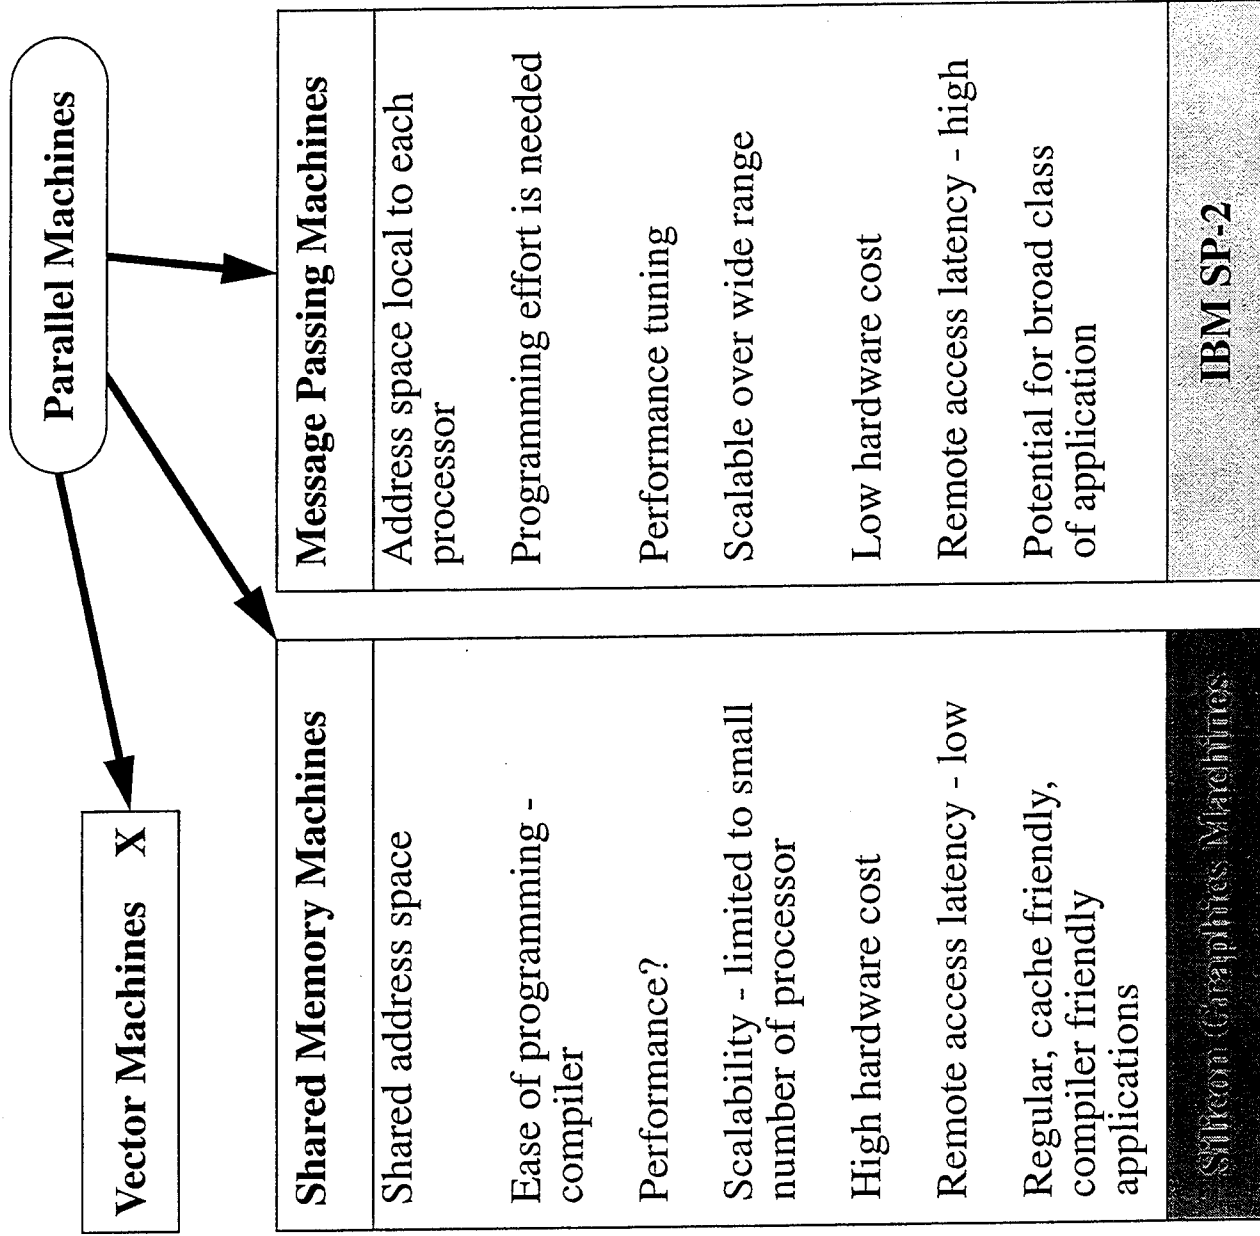 Parallel Machines
Vector Machines X
Shared Memory Machines
Shared address space
Ease of programming -
compiler
Performance?
Scalability - limited to small
number of processor
High hardware cost
Remote access latency - low
Regular, cache friendly,
compiler friendly
applications
Silicon Graphics Machines
Message Passing Machines
Address space local to each
processor
Programming effort is needed
Performance tuning
Scalable over wide range
Low hardware cost
Remote access latency - high
Potential for broad class
of application
IBM SP-2